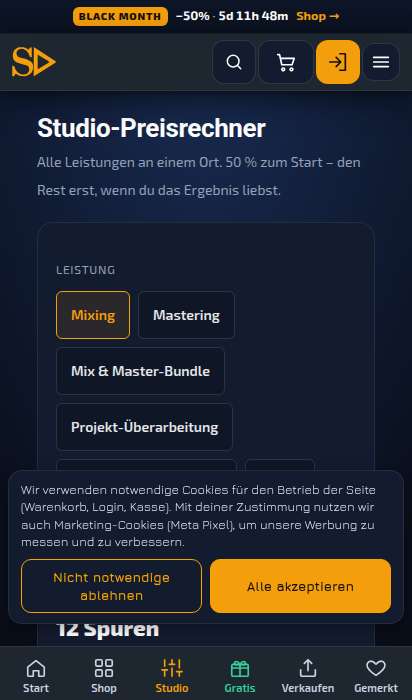 BLACK MONTH −50% · 5d 11h 48m Shop →
S
Studio-Preisrechner
Alle Leistungen an einem Ort. 50 % zum Start – den
Rest erst, wenn du das Ergebnis liebst.
LEISTUNG
Mixing Mastering
Mix & Master-Bundle
Projekt-Überarbeitung
Wir verwenden notwendige Cookies für den Betrieb der Seite
(Warenkorb, Login, Kasse). Mit deiner Zustimmung nutzen wir
auch Marketing-Cookies (Meta Pixel), um unsere Werbung zu
messen und zu verbessern.
Nicht notwendige
ablehnen
Alle akzeptieren
12 Spuren
Start Shop Studio Gratis Verkaufen Gemerkt